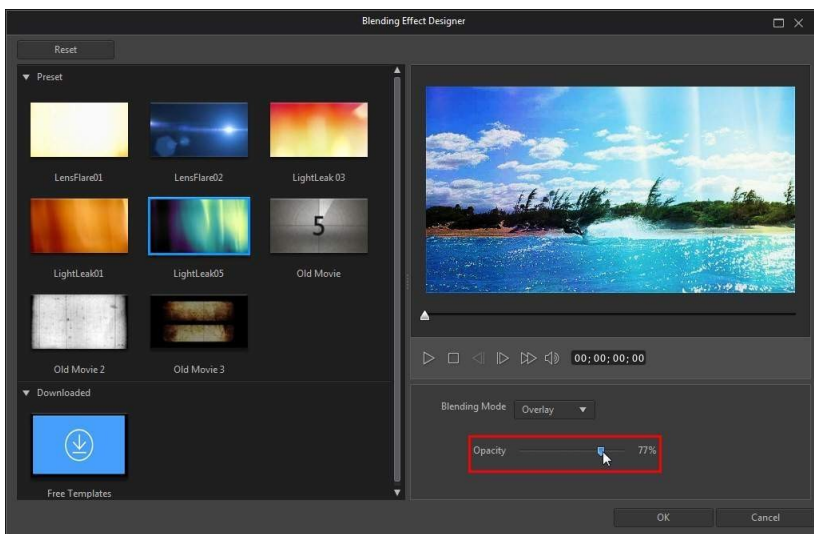 Blending Effect Designer
Reset
Preset
LensFlare01
LensFlare02
LightLeak 03
LightLeak01
LightLeak05
5
Old Movie
Old Movie 2
Old Movie 3
Downloaded
Free Templates
00;00;00;00
Blending Mode Overlay
Opacity 77%
OK Cancel